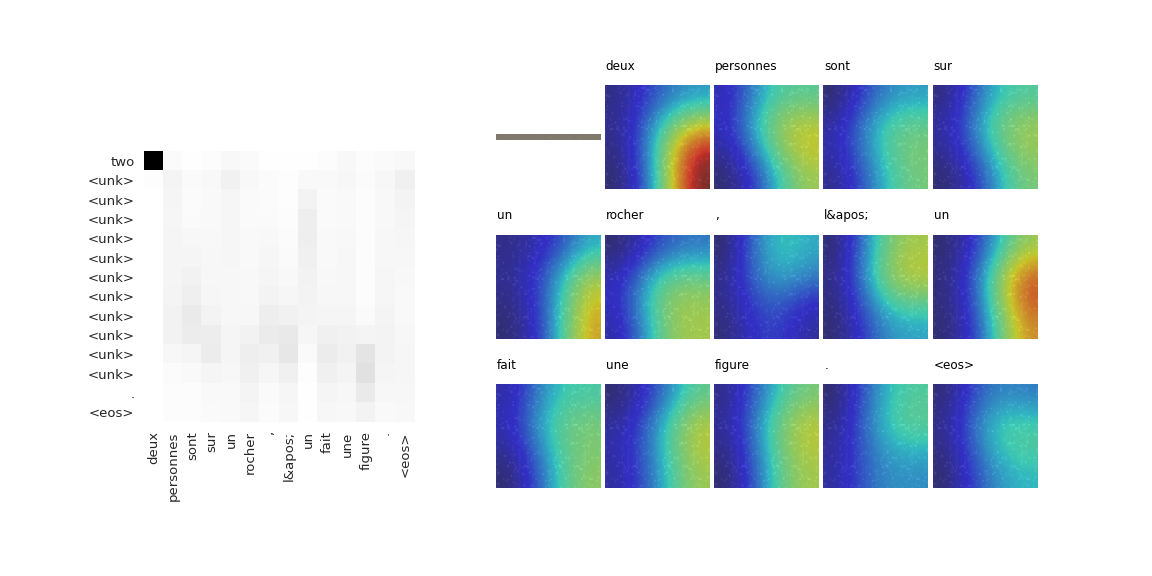 two
<unk>
<unk>
<unk>
<unk>
<unk>
<unk>
<unk>
<unk>
<unk>
<unk>
<unk>
.
<eos>
deux personnes sont sur un rocher , l&apos; un fait une figure . <eos>
deux personnes sont sur
un rocher , l&apos; un
fait une figure . <eos>